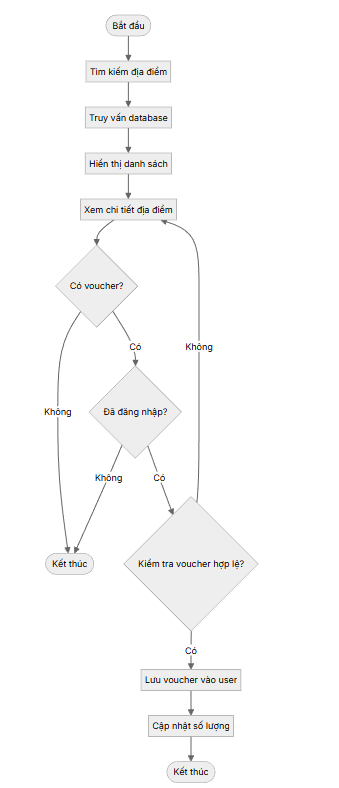 Bắt đầu
Tìm kiếm địa điểm
Truy vấn database
Hiển thị danh sách
Xem chi tiết địa điểm
Có voucher?
Không
Có
Đã đăng nhập?
Không
Không
Có
Kết thúc
Kiểm tra voucher hợp lệ?
Có
Lưu voucher vào user
Cập nhật số lượng
Kết thúc